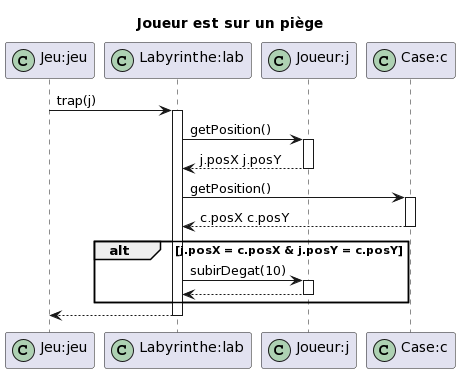 Joueur est sur un piège
C Jeu:jeu C Labyrinthe:lab C Joueur:j C Case:c
trap(j)
getPosition()
j.posX j.posY
getPosition()
c.posX c.posY
alt [j.posX = c.posX & j.posY = c.posY]
subirDegat(10)
C Jeu:jeu C Labyrinthe:lab C Joueur:j C Case:c